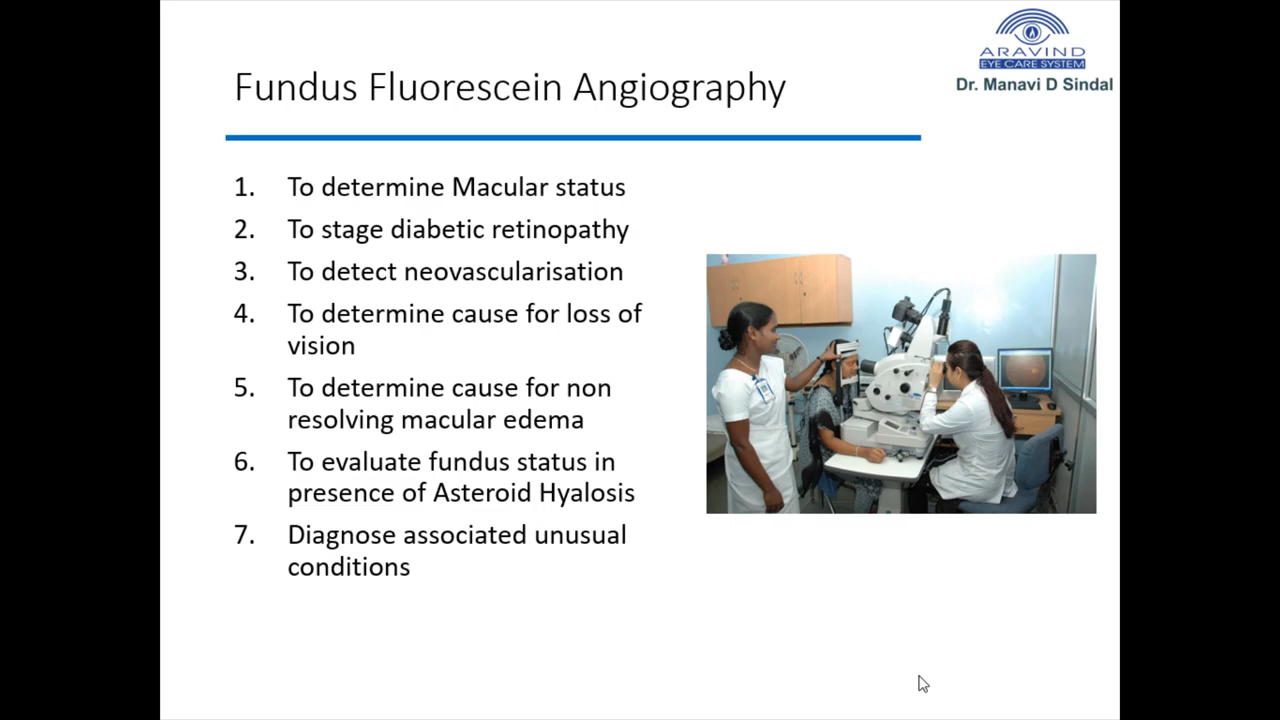 ARAVIND
EYE CARE SYSTEM
Dr. Manavi D Sindal
Fundus Fluorescein Angiography
1. To determine Macular status
2. To stage diabetic retinopathy
3. To detect neovascularisation
4. To determine cause for loss of
vision
5. To determine cause for non
resolving macular edema
6. To evaluate fundus status in
presence of Asteroid Hyalosis
7. Diagnose associated unusual
conditions